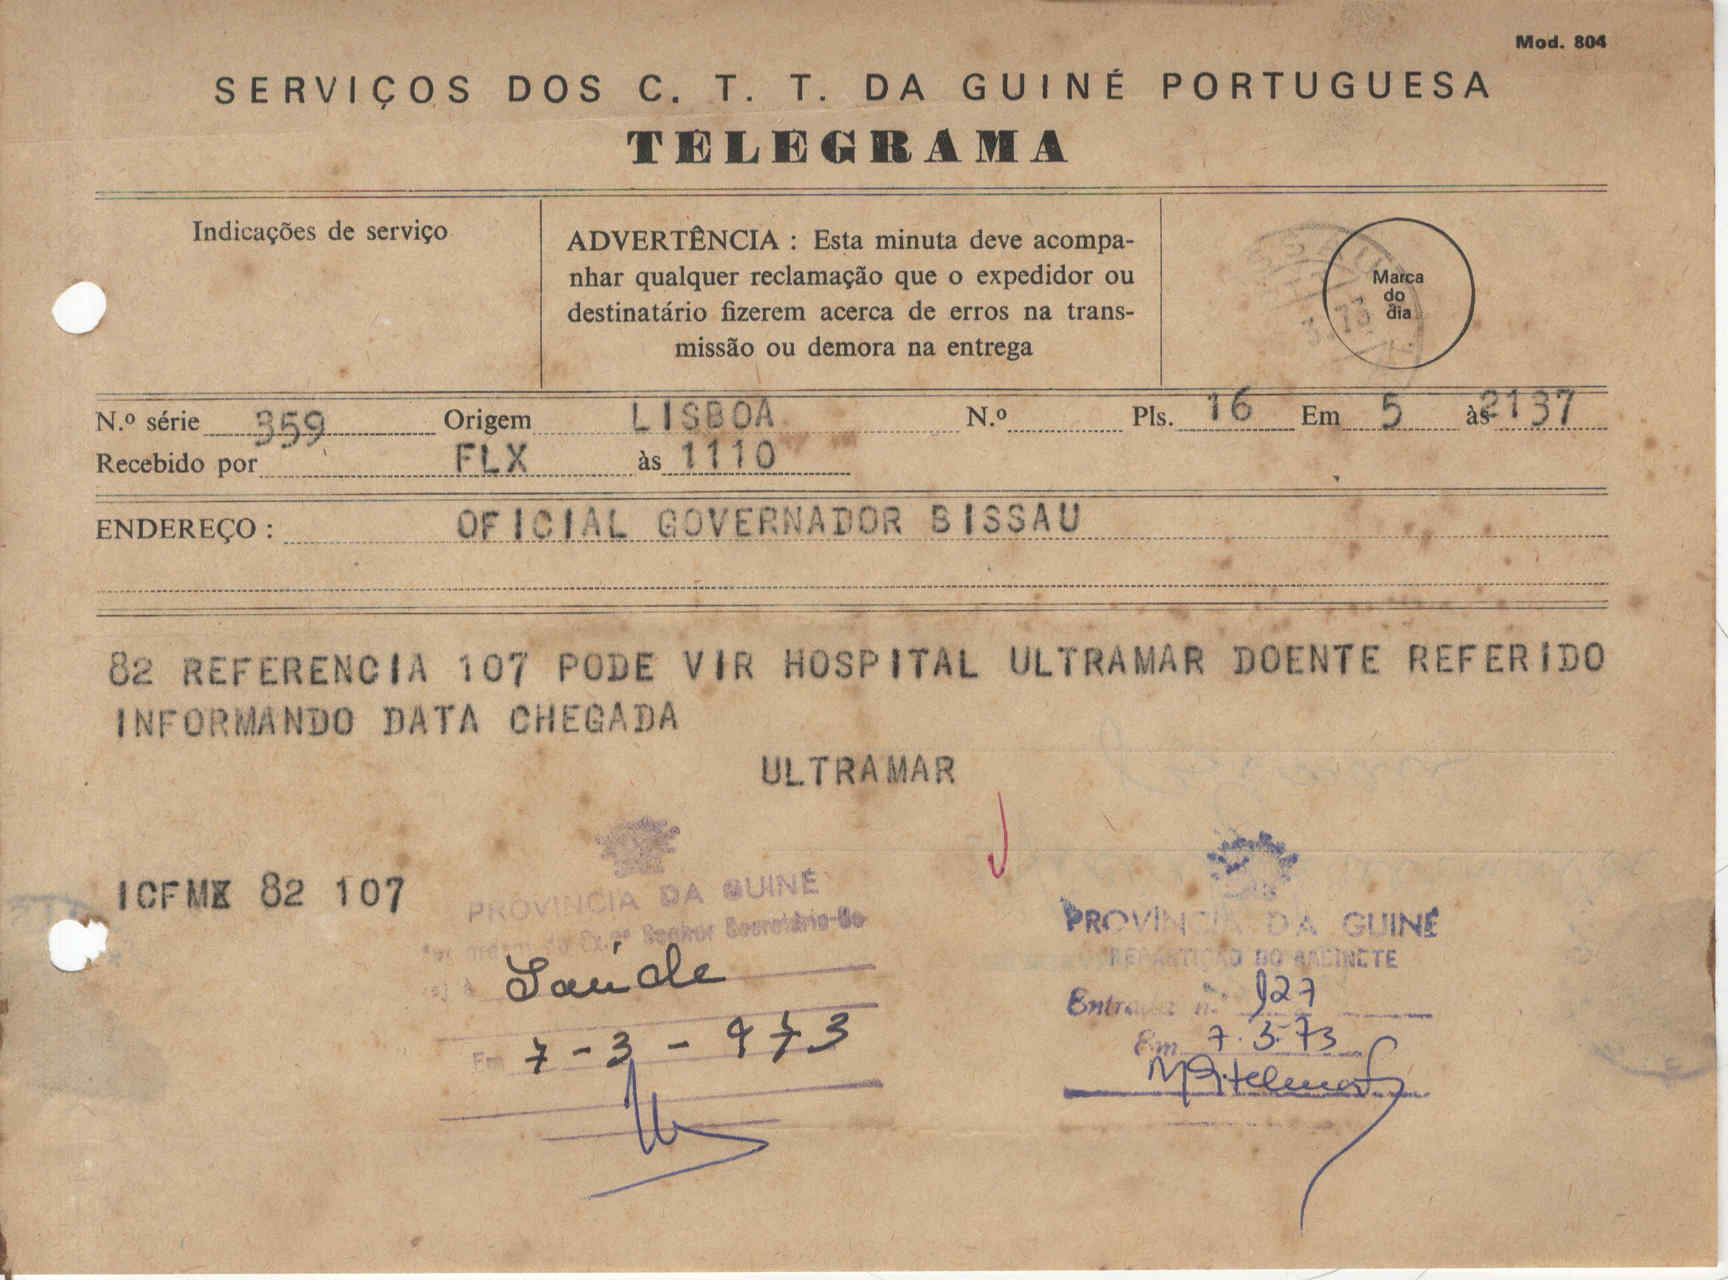 Mod. 804
SERVIÇOS DOS C. T. T. DA GUINÉ PORTUGUESA
TELEGRAMA
Indicações de serviço
ADVERTÊNCIA : Esta minuta deve acompa-
nhar qualquer reclamação que o expedidor ou
destinatário fizerem acerca de erros na trans-
missão ou demora na entrega
Marca
do
dia
N.º série 359 Origem LISBOA N.º Pls. 16 Em 5 às 2137
Recebido por FLX às 1110
ENDEREÇO : OFICIAL GOVERNADOR BISSAU
82 REFERENCIA 107 PODE VIR HOSPITAL ULTRAMAR DOENTE REFERIDO
INFORMANDO DATA CHEGADA
ULTRAMAR
ICFMX 82 107
PROVINCIA DA GUINÉ
Senhor Secretário-Ge
Saúde
Em 7-3-973
PROVÍNCIA DA GUINÉ
REPARTIÇÃO DO GABINETE
Entrada n.º 927
Em 7.3.73